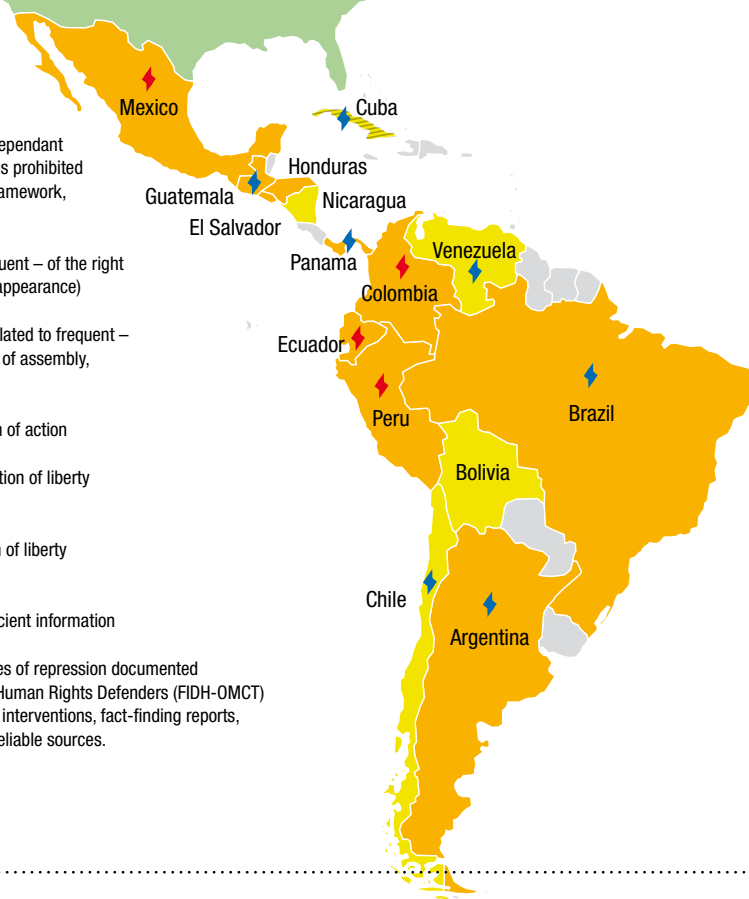 ependant
s prohibited
amework,
uent – of the right
appearance)
lated to frequent –
of assembly,
of action
tion of liberty
of liberty
cient information
es of repression documented
Human Rights Defenders (FIDH-OMCT)
interventions, fact-finding reports,
eliable sources.
Mexico
Cuba
Honduras
Guatemala
Nicaragua
El Salvador
Panama
Venezuela
Colombia
Ecuador
Peru
Brazil
Bolivia
Chile
Argentina